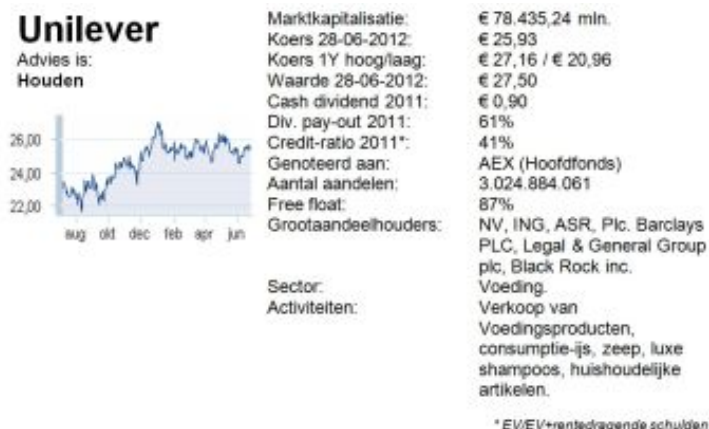 Unilever
Advies is:
Houden
26,00
24,00
22,00
aug okt dec feb apr jun
Marktkapitalisatie: € 78.435,24 mln.
Koers 28-06-2012: € 25,93
Koers 1Y hoog/laag: € 27,16 / € 20,96
Waarde 28-06-2012: € 27,50
Cash dividend 2011: € 0,90
Div. pay-out 2011: 61%
Credit-ratio 2011*: 41%
Genoteerd aan: AEX (Hoofdfonds)
Aantal aandelen: 3.024.884.061
Free float: 87%
Grootaandeelhouders: NV, ING, ASR, Plc. Barclays
PLC, Legal & General Group
plc, Black Rock inc.
Sector: Voeding.
Activiteiten: Verkoop van
Voedingsproducten,
consumptie-ijs, zeep, luxe
shampoos, huishoudelijke
artikelen.
* EV/EV+rentedragende schulden